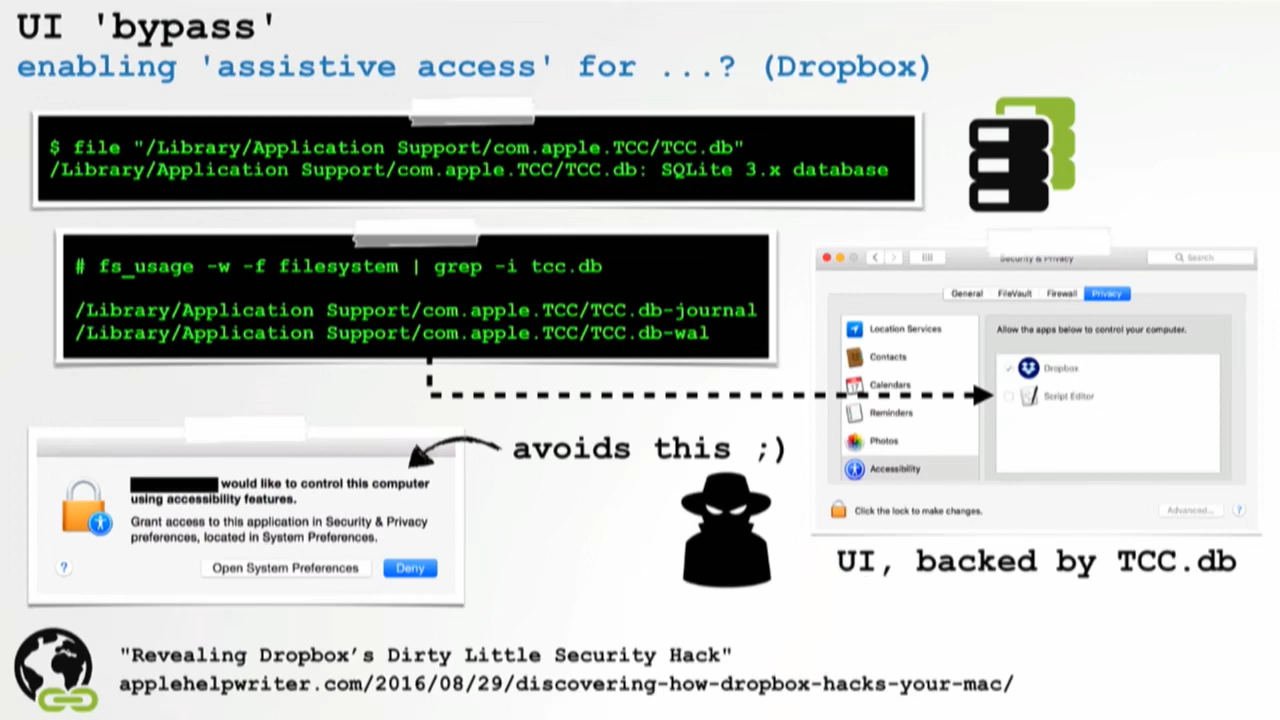 UI 'bypass'
enabling 'assistive access' for ...? (Dropbox)
$ file "/Library/Application Support/com.apple.TCC/TCC.db"
/Library/Application Support/com.apple.TCC/TCC.db: SQLite 3.x database
# fs_usage -w -f filesystem | grep -i tcc.db
/Library/Application Support/com.apple.TCC/TCC.db-journal
/Library/Application Support/com.apple.TCC/TCC.db-wal
Security & Privacy
Search
General
FileVault
Firewall
Privacy
Location Services
Contacts
17
Calendars
Reminders
Photos
Accessibility
Allow the apps below to control your computer.
Dropbox
Script Editor
Click the lock to make changes.
Advanced...
?
UI, backed by TCC.db
avoids this ;)
would like to control this computer
using accessibility features.
Grant access to this application in Security & Privacy
preferences, located in System Preferences.
?
Open System Preferences
Deny
"Revealing Dropbox's Dirty Little Security Hack"
applehelpwriter.com/2016/08/29/discovering-how-dropbox-hacks-your-mac/